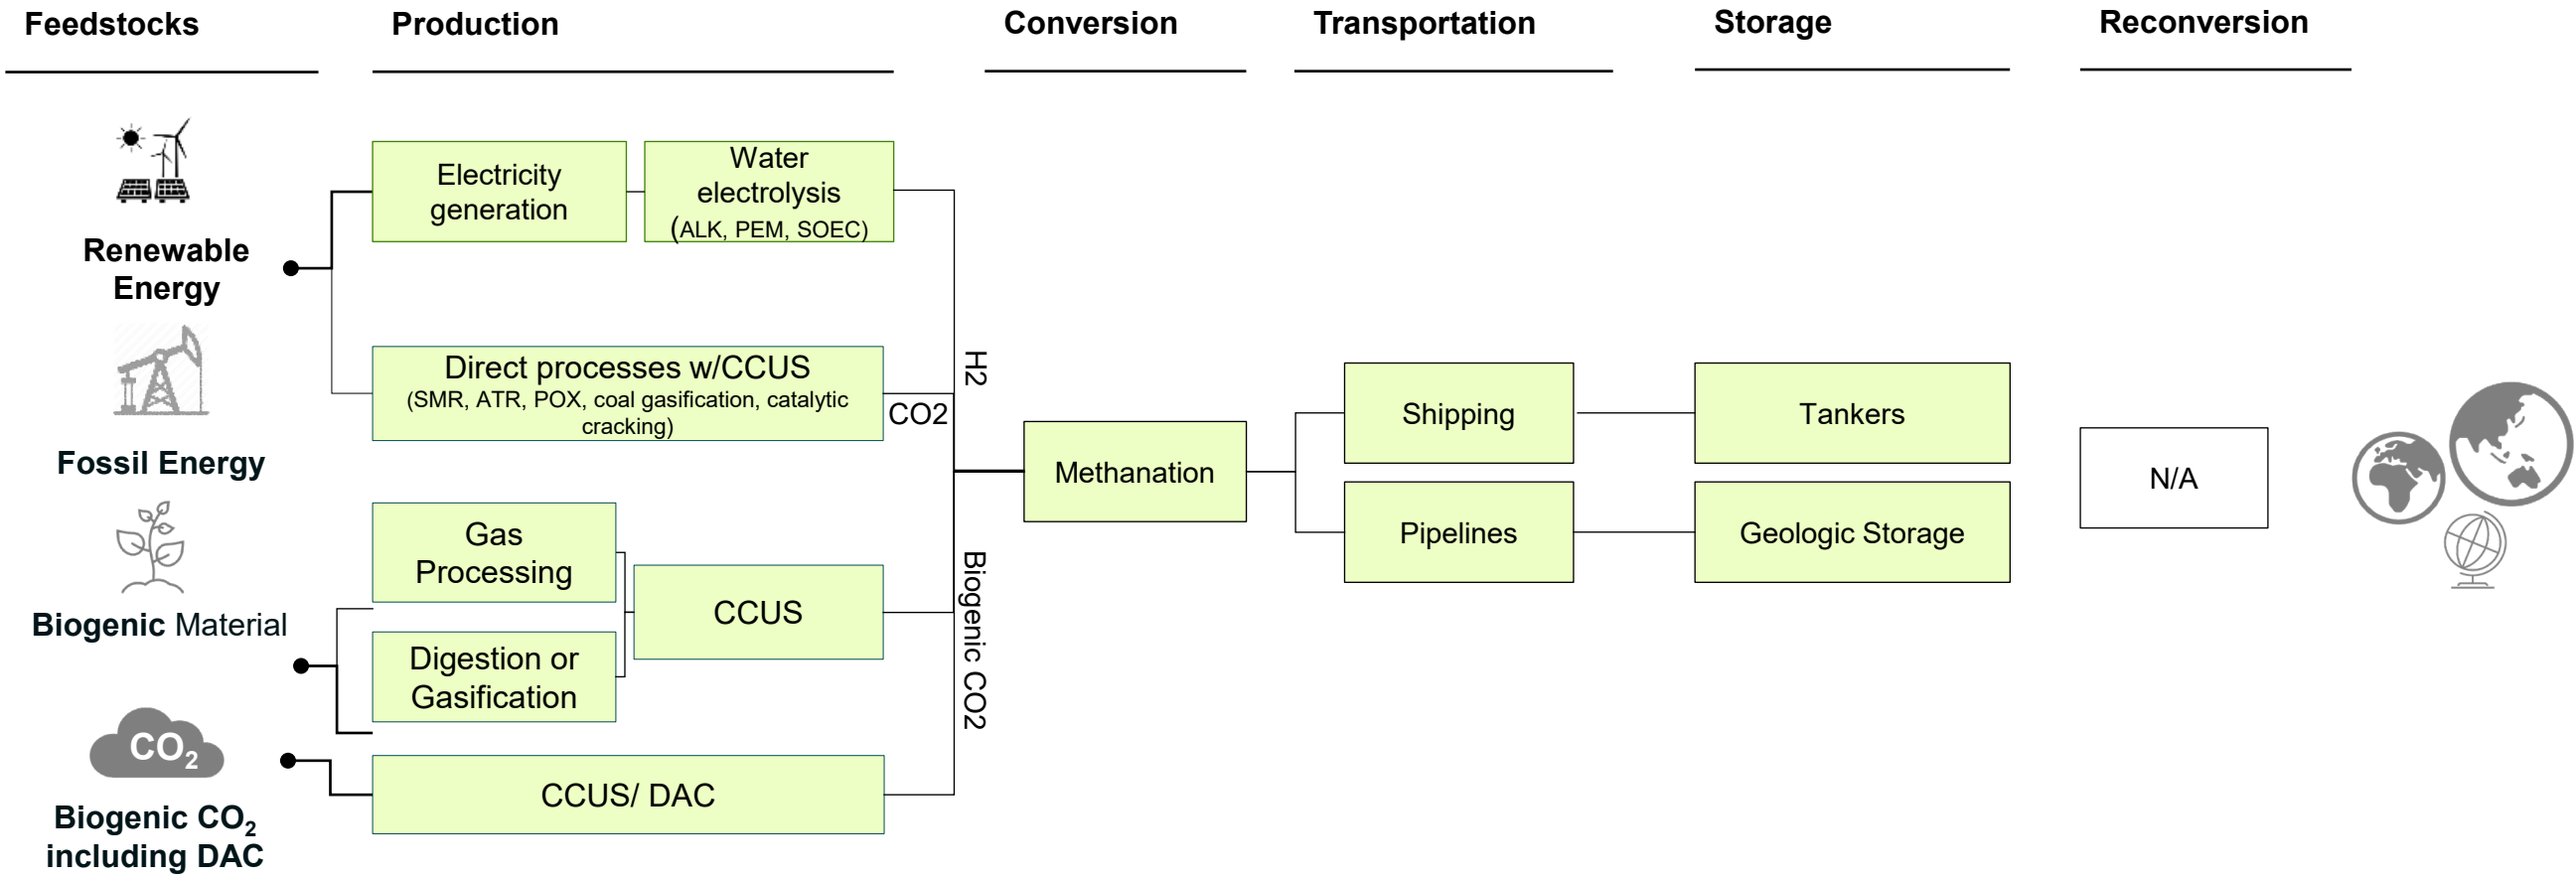 Feedstocks
Production
Conversion
Transportation
Storage
Reconversion
Renewable
Energy
Fossil Energy
Biogenic Material
CO2
Biogenic CO2
including DAC
Electricity
generation
Water
electrolysis
(ALK, PEM, SOEC)
Direct processes w/CCUS
(SMR, ATR, POX, coal gasification, catalytic
cracking)
Gas
Processing
Digestion or
Gasification
CCUS
CCUS/ DAC
H2
CO2
Biogenic CO2
Methanation
Shipping
Pipelines
Tankers
Geologic Storage
N/A